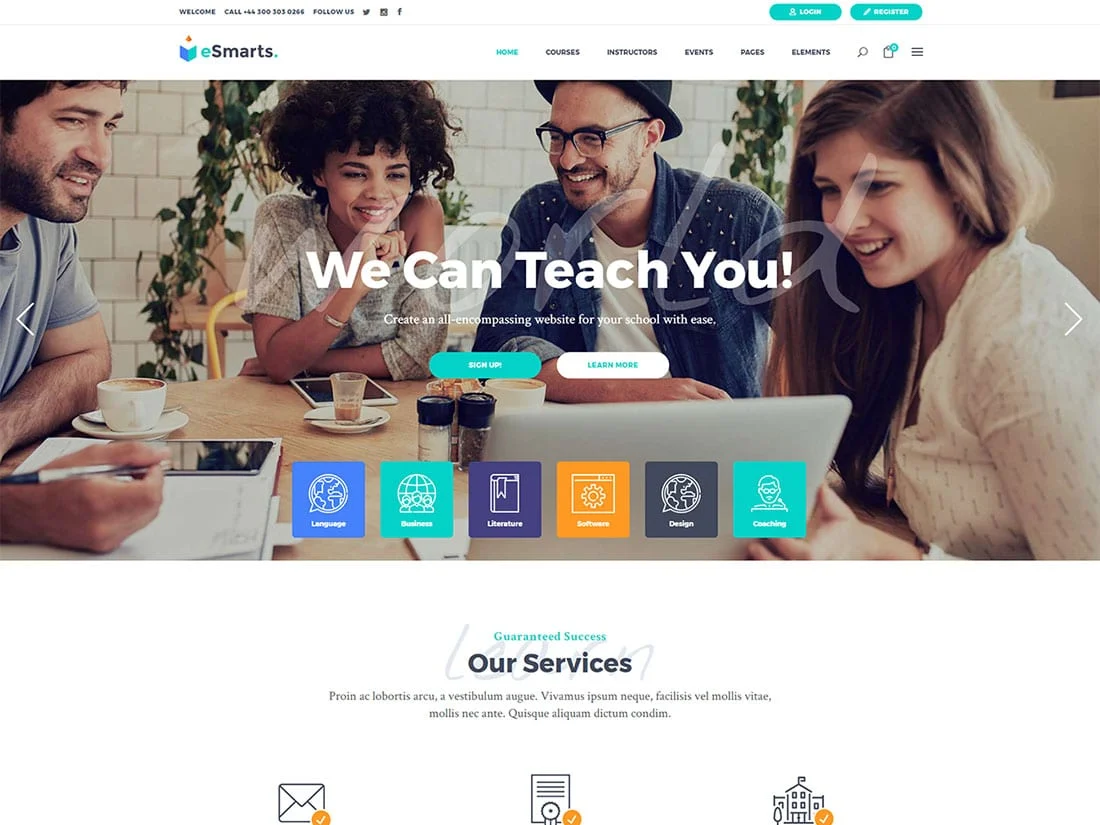 WELCOME CALL +44 300 303 0266 FOLLOW US
LOGIN
REGISTER
eSmarts.
HOME COURSES INSTRUCTORS EVENTS PAGES ELEMENTS
0
world
We Can Teach You!
Create an all-encompassing website for your school with ease.
SIGN UP!
LEARN MORE
Language
Business
Literature
Software
Design
Coaching
Guaranteed Success
Learn
Our Services
Proin ac lobortis arcu, a vestibulum augue. Vivamus ipsum neque, facilisis vel mollis vitae,
mollis nec ante. Quisque aliquam dictum condim.